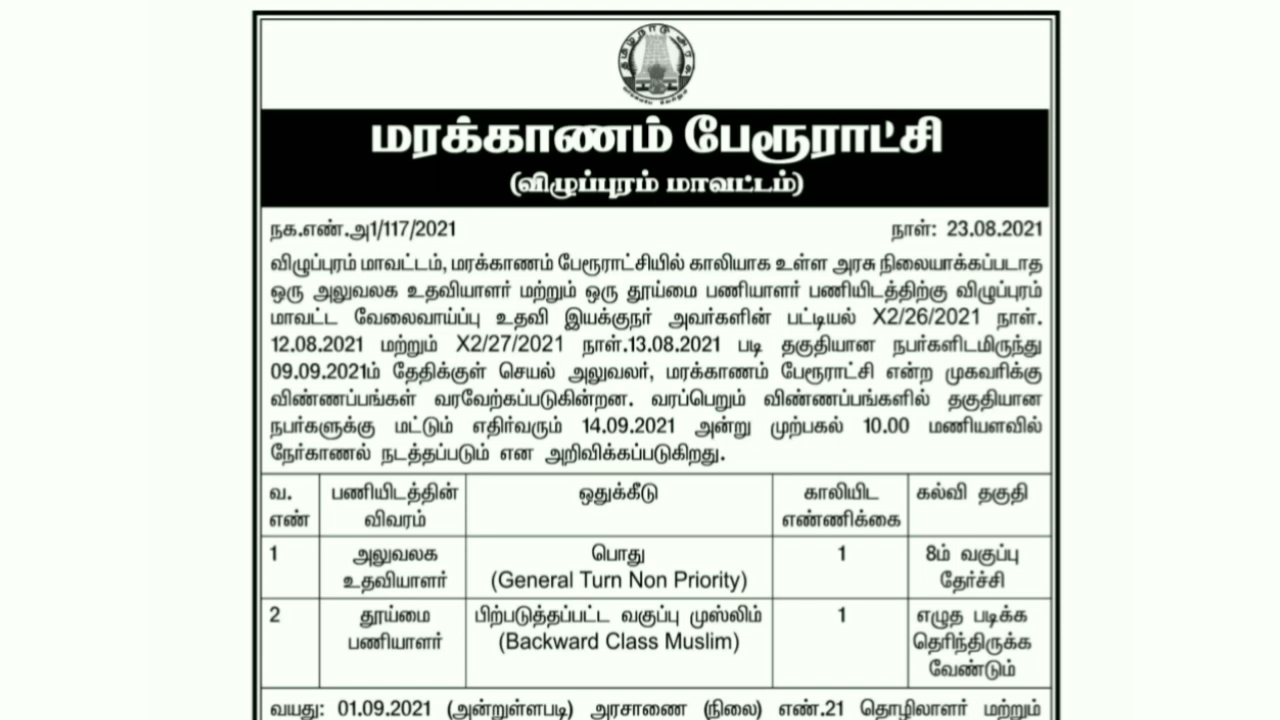 தமிழ்நாடு அரசு
வாய்மையே வெல்லும்
மரக்காணம் பேரூராட்சி
(விழுப்புரம் மாவட்டம்)
நக.எண்.அ1/117/2021 நாள்: 23.08.2021
விழுப்புரம் மாவட்டம், மரக்காணம் பேரூராட்சியில் காலியாக உள்ள அரசு நிலையாக்கப்படாத
ஒரு அலுவலக உதவியாளர் மற்றும் ஒரு தூய்மை பணியாளர் பணியிடத்திற்கு விழுப்புரம்
மாவட்ட வேலைவாய்ப்பு உதவி இயக்குநர் அவர்களின் பட்டியல் X2/26/2021 நாள்.
12.08.2021 மற்றும் X2/27/2021 நாள்.13.08.2021 படி தகுதியான நபர்களிடமிருந்து
09.09.2021ம் தேதிக்குள் செயல் அலுவலர், மரக்காணம் பேரூராட்சி என்ற முகவரிக்கு
விண்ணப்பங்கள் வரவேற்கப்படுகின்றன. வரப்பெறும் விண்ணப்பங்களில் தகுதியான
நபர்களுக்கு மட்டும் எதிர்வரும் 14.09.2021 அன்று முற்பகல் 10.00 மணியளவில்
நேர்காணல் நடத்தப்படும் என அறிவிக்கப்படுகிறது.
வ. பணியிடத்தின் ஒதுக்கீடு காலியிட கல்வி தகுதி
எண் விவரம் எண்ணிக்கை
1 அலுவலக பொது 1 8ம் வகுப்பு
உதவியாளர் (General Turn Non Priority) தேர்ச்சி
2 தூய்மை பிற்படுத்தப்பட்ட வகுப்பு முஸ்லிம் 1 எழுத படிக்க
பணியாளர் (Backward Class Muslim) தெரிந்திருக்க
வேண்டும்
வயது: 01.09.2021 (அன்றுள்ளபடி) அரசாணை (நிலை) எண்.21 தொழிலாளர் மற்றும்